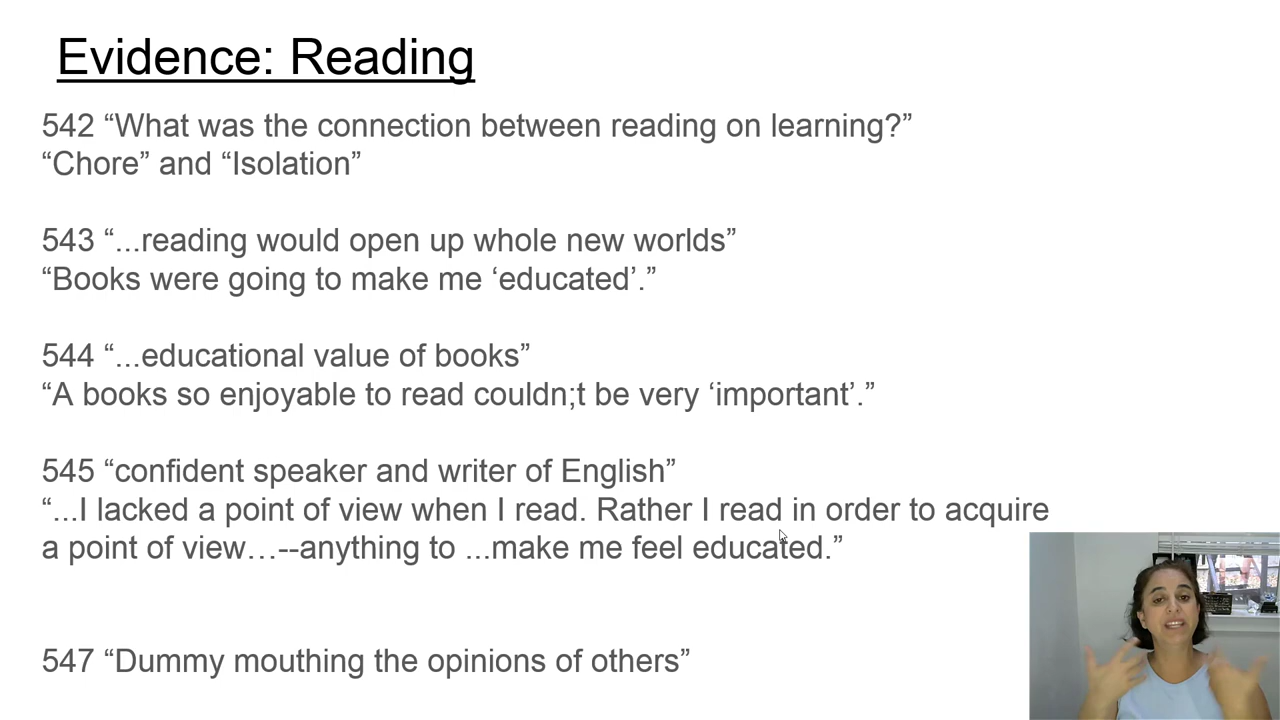 Evidence: Reading
542 “What was the connection between reading on learning?”
“Chore” and “Isolation”
543 “...reading would open up whole new worlds”
“Books were going to make me ‘educated’.”
544 “...educational value of books”
“A books so enjoyable to read couldn;t be very ‘important’.”
545 “confident speaker and writer of English”
“...I lacked a point of view when I read. Rather I read in order to acquire
a point of view…--anything to ...make me feel educated.”
547 “Dummy mouthing the opinions of others”